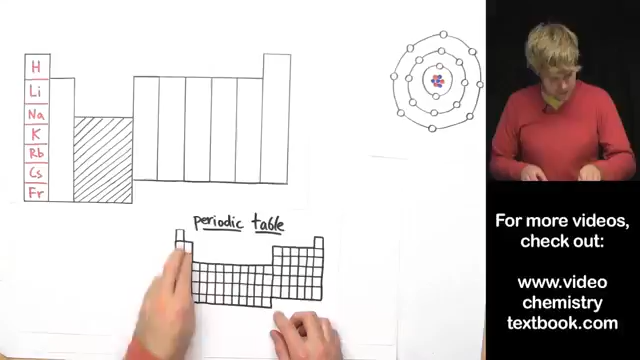 H
Li
Na
K
Rb
Cs
Fr
periodic table
For more videos,
check out:
www.video
chemistry
textbook.com